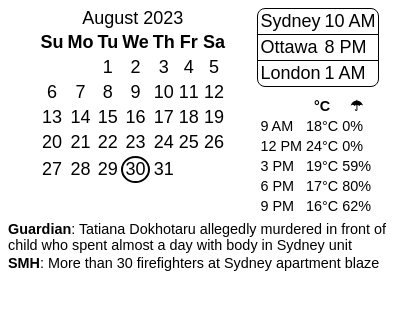 August 2023
Su Mo Tu We Th Fr Sa
1 2 3 4 5
6 7 8 9 10 11 12
13 14 15 16 17 18 19
20 21 22 23 24 25 26
27 28 29 30 31
Sydney 10 AM
Ottawa 8 PM
London 1 AM
°C ☂
9 AM 18°C 0%
12 PM 24°C 0%
3 PM 19°C 59%
6 PM 17°C 80%
9 PM 16°C 62%
Guardian: Tatiana Dokhotaru allegedly murdered in front of
child who spent almost a day with body in Sydney unit
SMH: More than 30 firefighters at Sydney apartment blaze